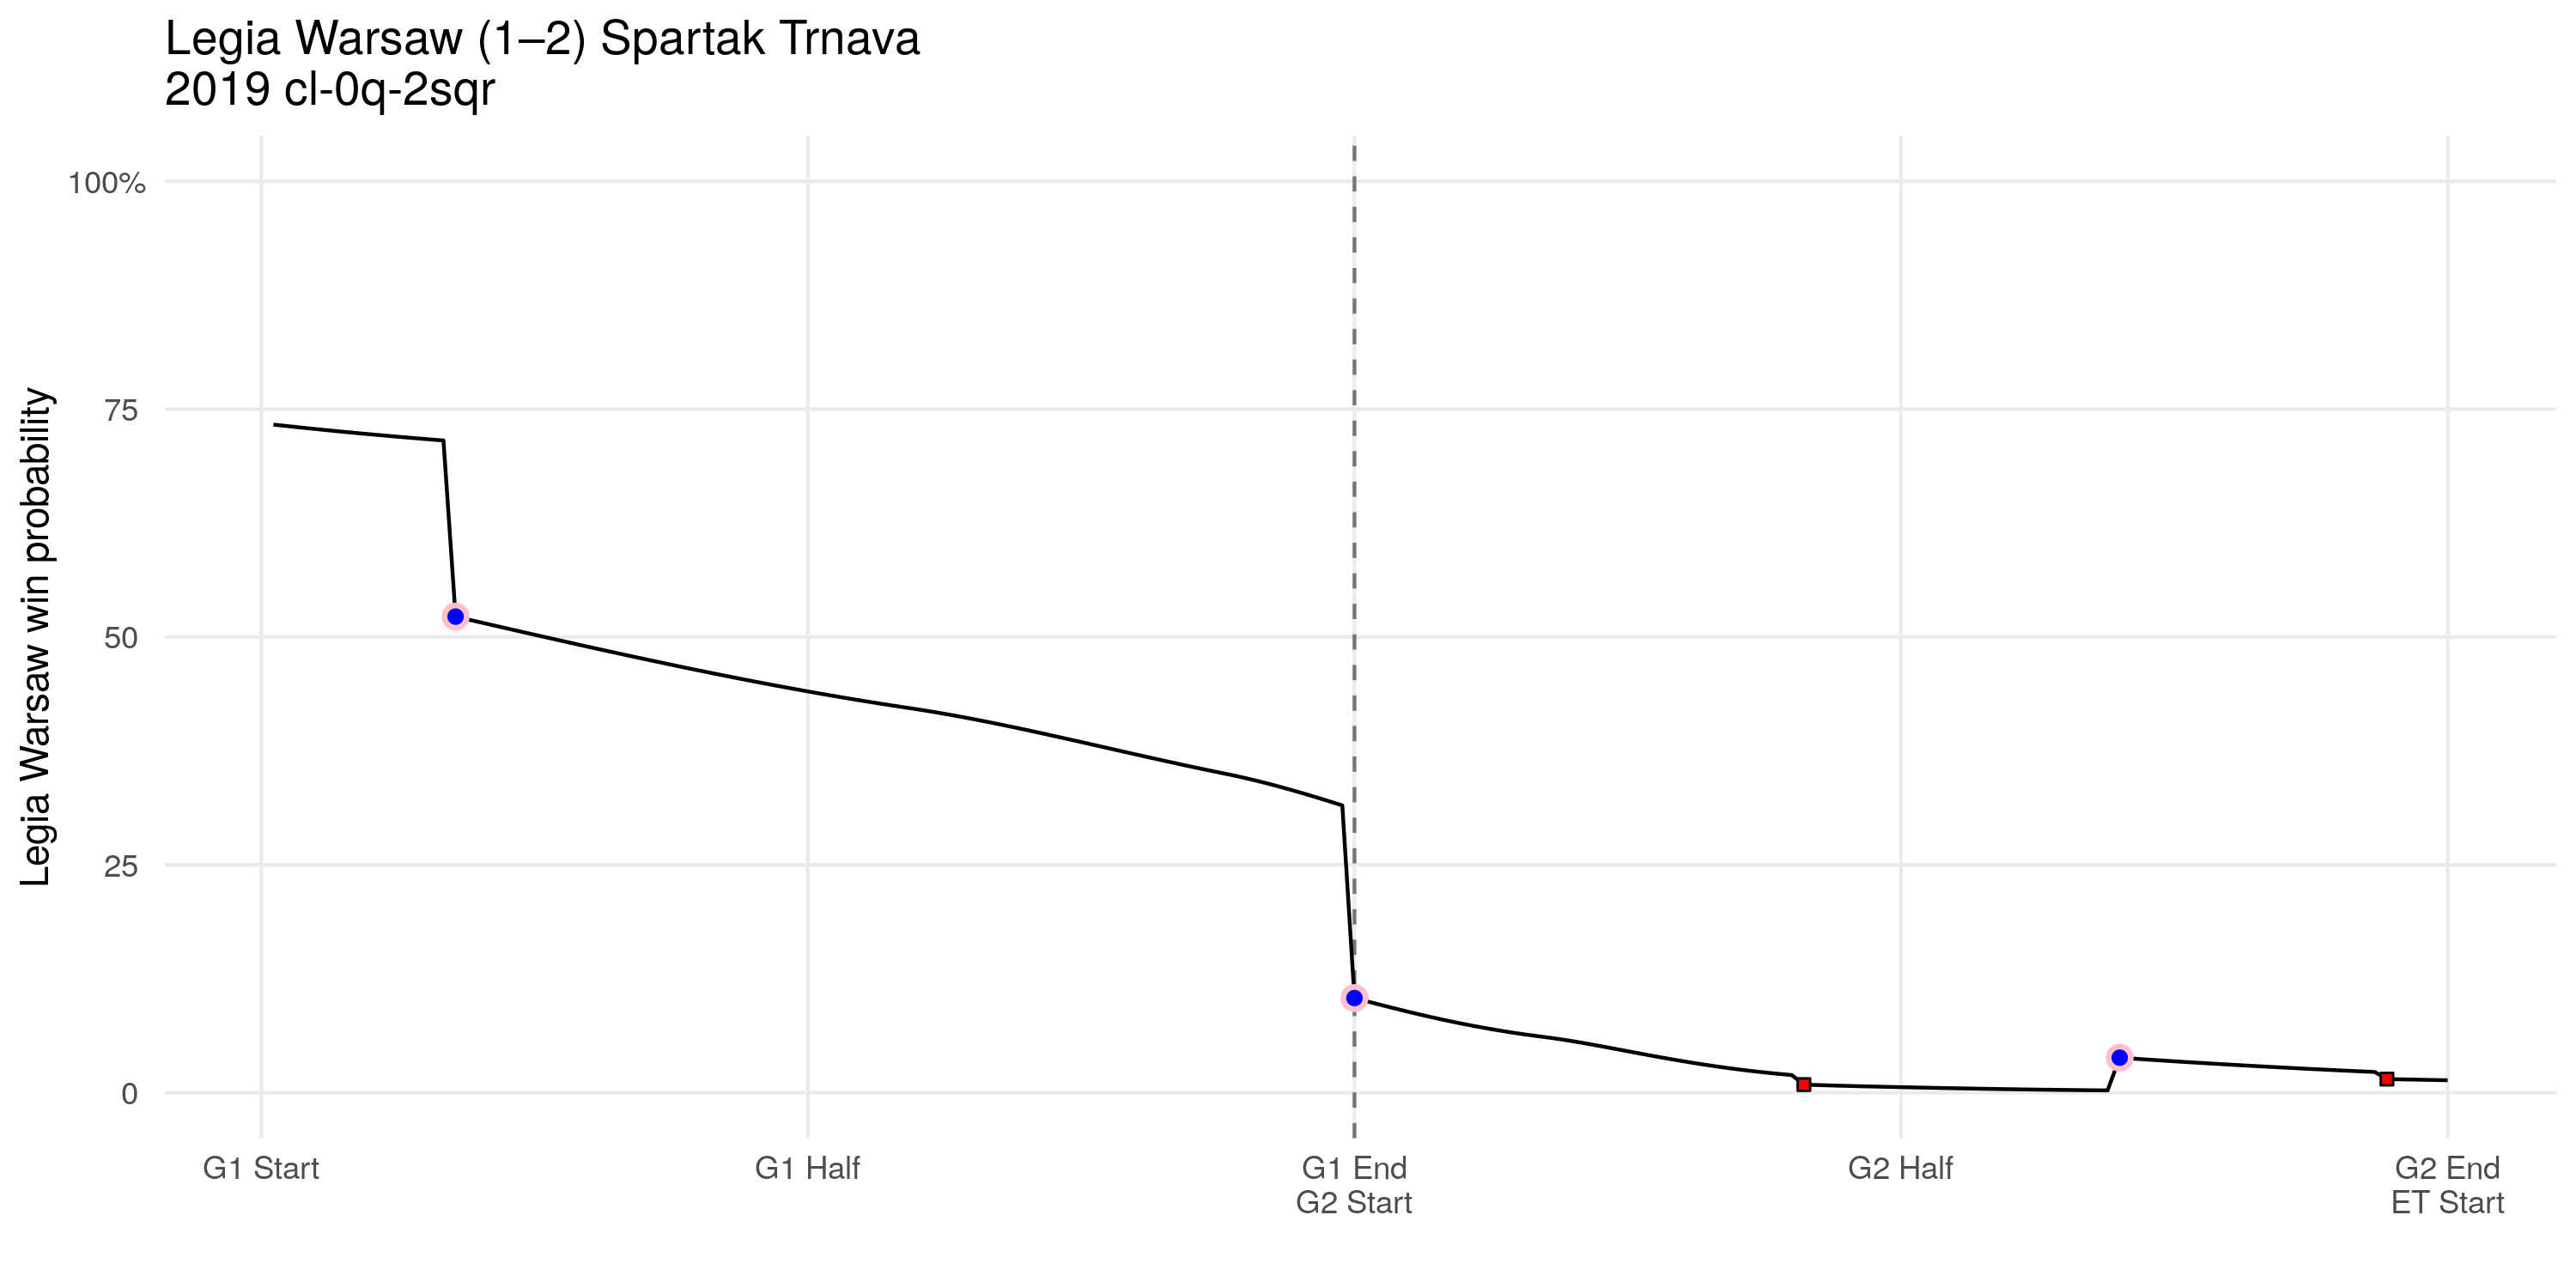 Legia Warsaw (1–2) Spartak Trnava
2019 cl-0q-2sqr
Legia Warsaw win probability
100%
75
50
25
0
G1 Start
G1 Half
G1 End
G2 Start
G2 Half
G2 End
ET Start